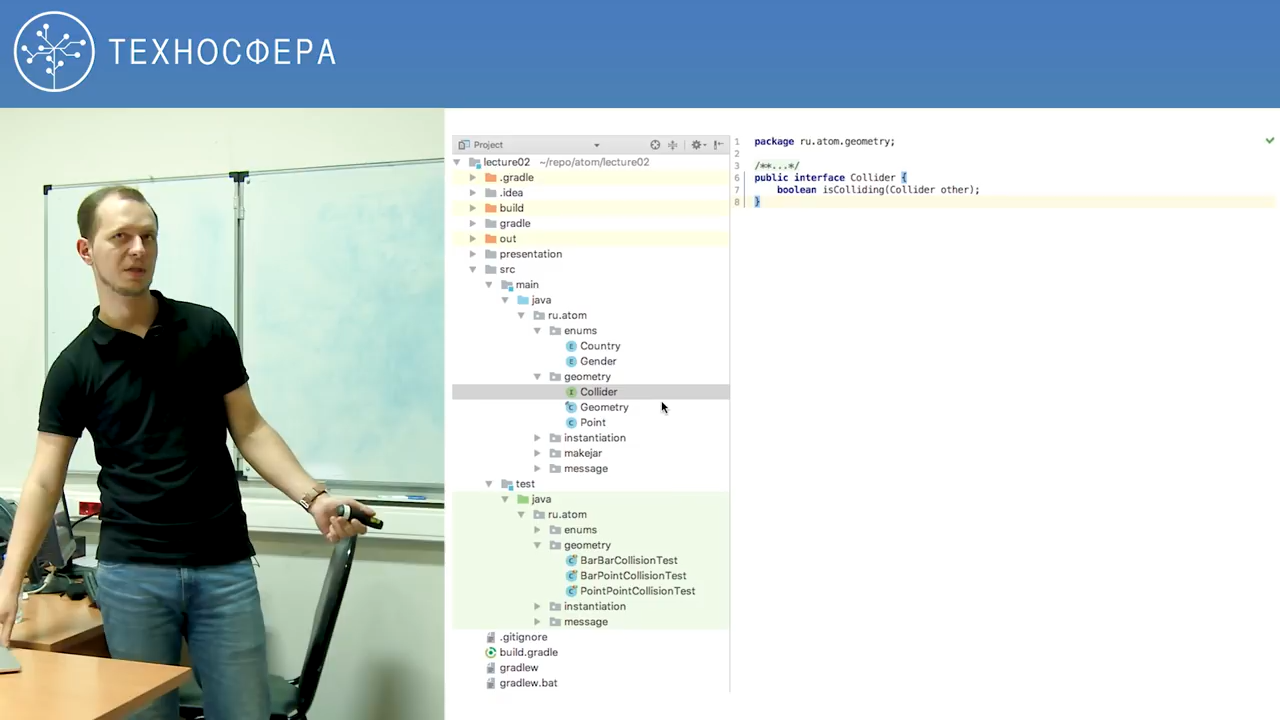 ТЕХНОСФЕРА
Project
lecture02 ~/repo/atom/lecture02
.gradle
.idea
build
gradle
out
presentation
src
main
java
ru.atom
enums
Country
Gender
geometry
Collider
Geometry
Point
instantiation
makejar
message
test
java
ru.atom
enums
geometry
BarBarCollisionTest
BarPointCollisionTest
PointPointCollisionTest
instantiation
message
.gitignore
build.gradle
gradlew
gradlew.bat
1 package ru.atom.geometry;
2
3 /**...*/
6 public interface Collider {
7 boolean isColliding(Collider other);
8 }